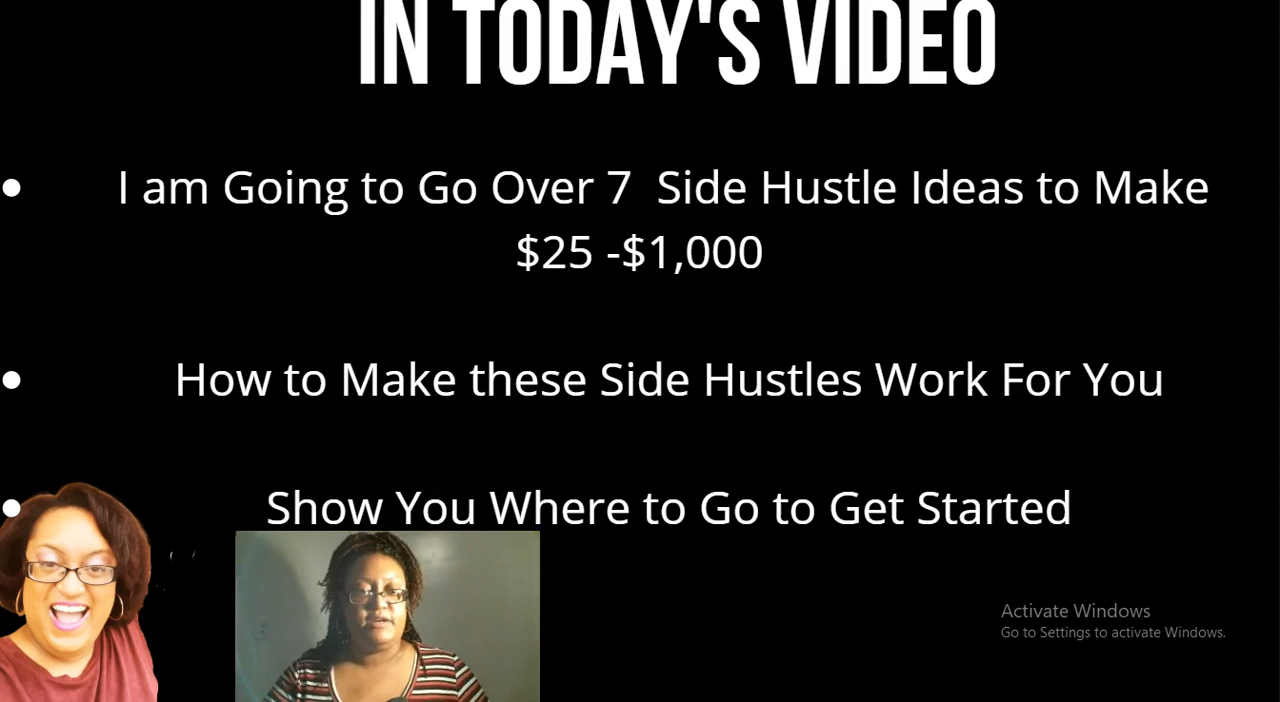 IN TODAY'S VIDEO
• I am Going to Go Over 7  Side Hustle Ideas to Make
$25 -$1,000
• How to Make these Side Hustles Work For You
• Show You Where to Go to Get Started
Activate Windows
Go to Settings to activate Windows.